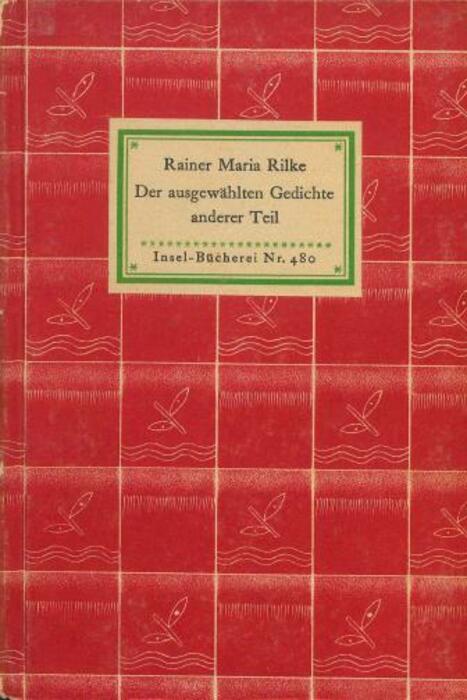 Rainer Maria Rilke
Der ausgewählten Gedichte
anderer Teil
Insel-Bücherei Nr. 480